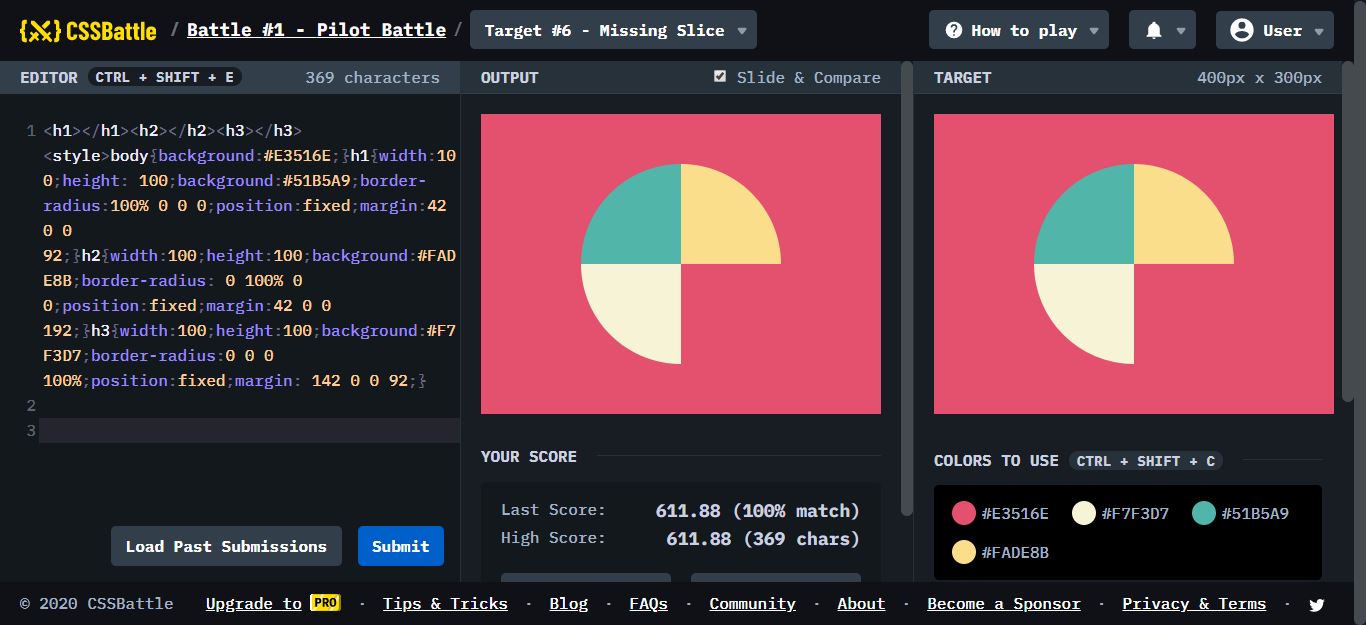 {X} CSSBattle / Battle #1 - Pilot Battle / Target #6 - Missing Slice ▾ How to play ▾ User ▾
EDITOR CTRL + SHIFT + E 369 characters
OUTPUT Slide & Compare
TARGET 400px x 300px
1 <h1></h1><h2></h2><h3></h3>
<style>body{background:#E3516E;}h1{width:10
0;height: 100;background:#51B5A9;border-
radius:100% 0 0 0;position:fixed;margin:42
0 0
92;}h2{width:100;height:100;background:#FAD
E8B;border-radius: 0 100% 0
0;position:fixed;margin:42 0 0
192;}h3{width:100;height:100;background:#F7
F3D7;border-radius:0 0 0
100%;position:fixed;margin: 142 0 0 92;}
2
3
Load Past Submissions Submit
YOUR SCORE
Last Score: 611.88 (100% match)
High Score: 611.88 (369 chars)
COLORS TO USE CTRL + SHIFT + C
#E3516E #F7F3D7 #51B5A9
#FADE8B
© 2020 CSSBattle Upgrade to PRO · Tips & Tricks · Blog · FAQs · Community · About · Become a Sponsor · Privacy & Terms ·